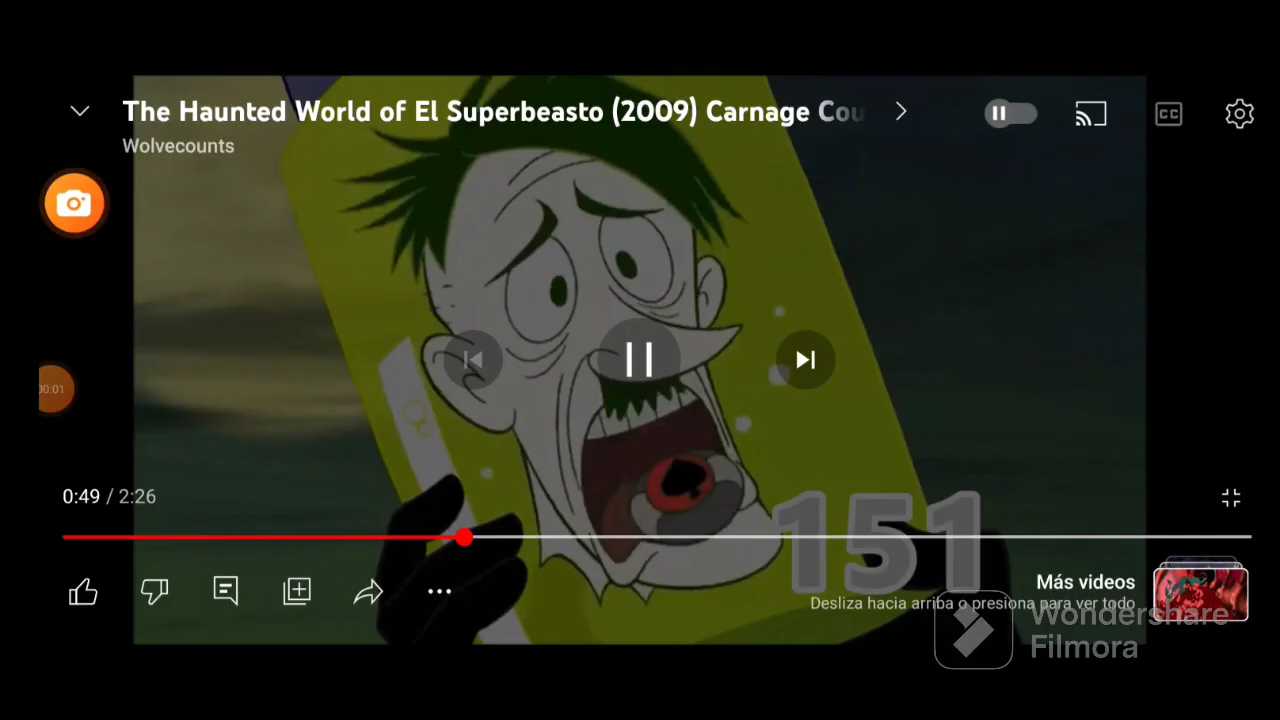 The Haunted World of El Superbeasto (2009) Carnage Cou
Wolvecounts
CC
00:01
0:49 / 2:26
151
Más videos
Desliza hacia arriba o presiona para ver todo
Wondershare
Filmora